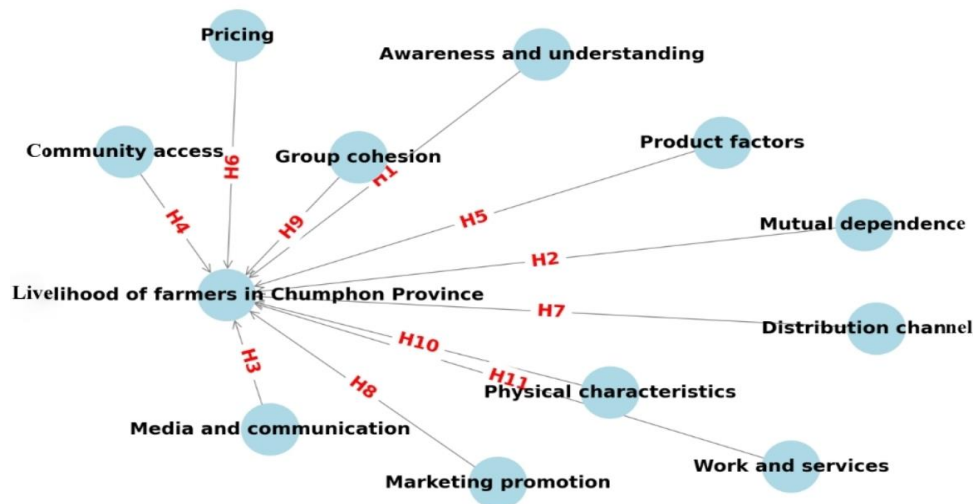 Pricing
Awareness and understanding
Product factors
Community access
Group cohesion
H6
H1
H4
H9
H5
Mutual dependence
H2
Livelihood of farmers in Chumphon Province
H7
Distribution channel
H10
H3
H8
H11
Physical characteristics
Media and communication
Work and services
Marketing promotion